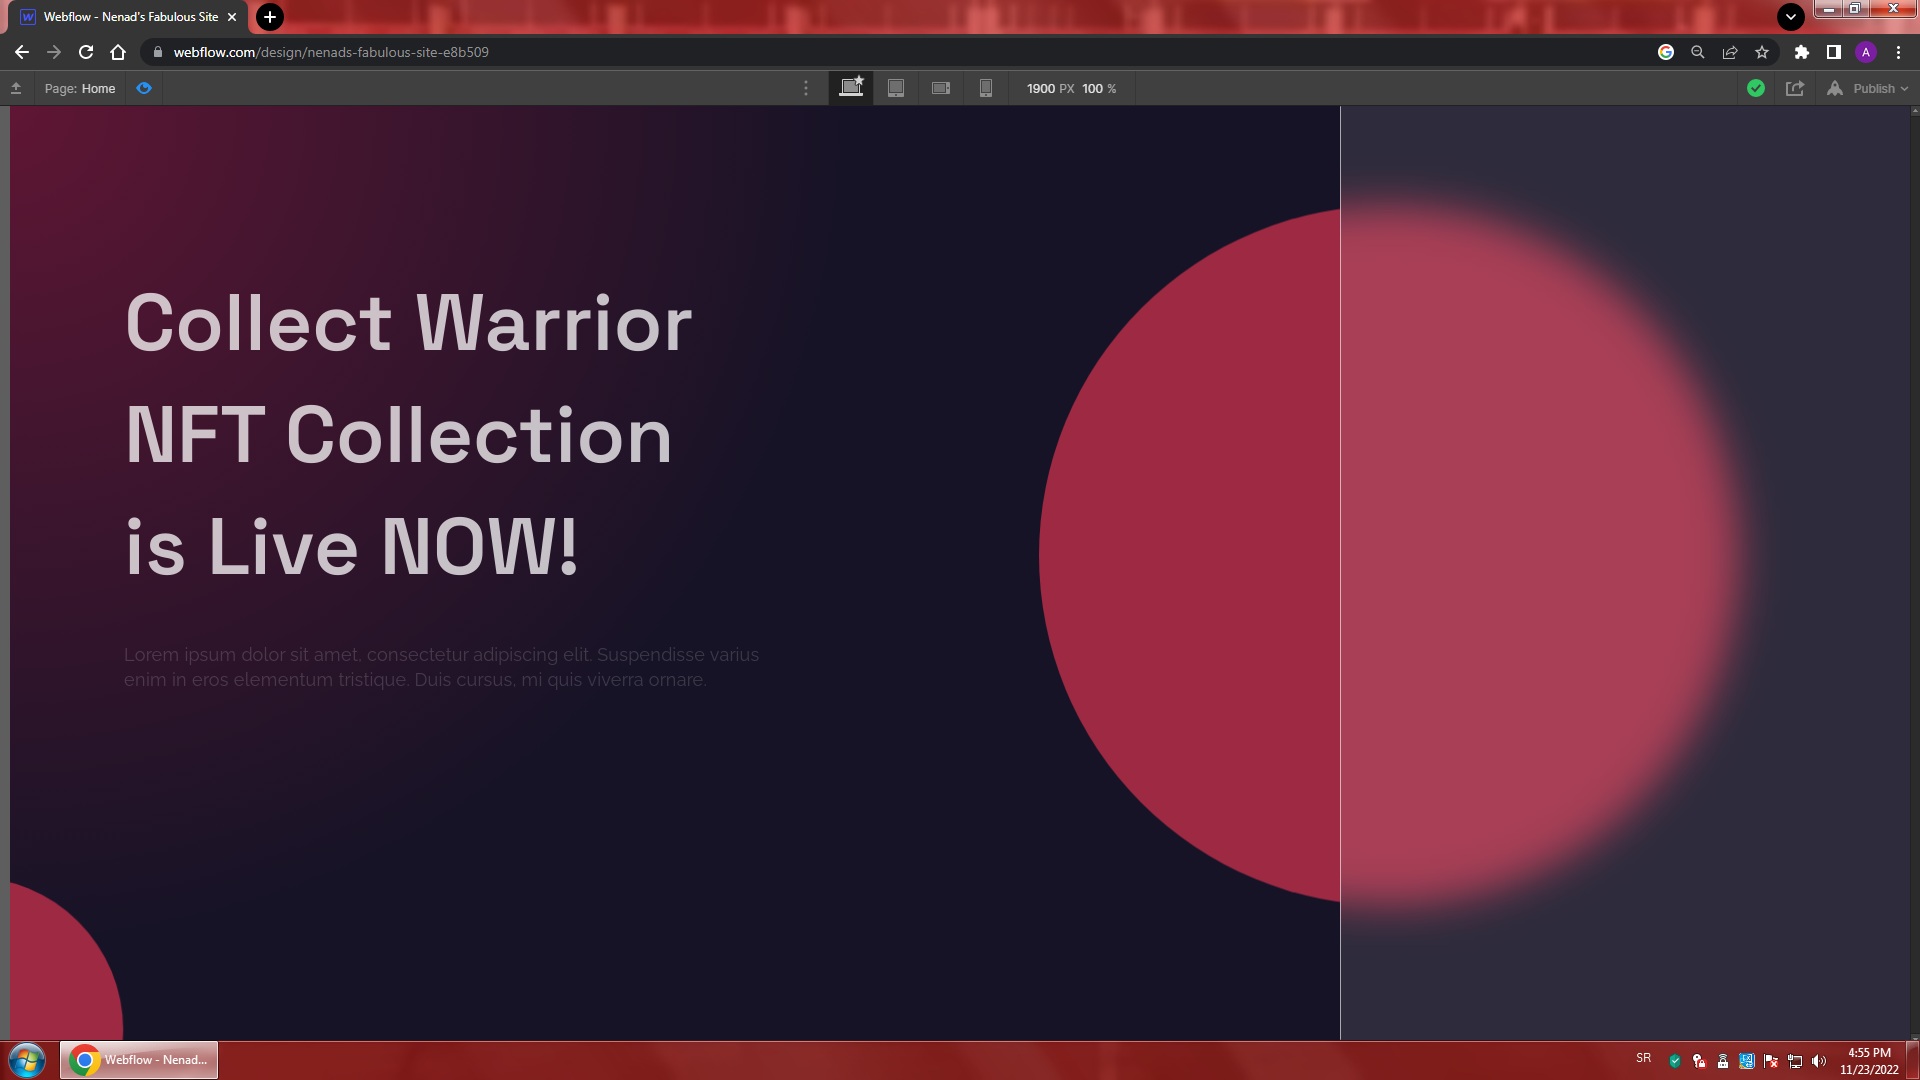 Webflow - Nenad's Fabulous Site
webflow.com/design/nenads-fabulous-site-e8b509
A
Page: Home
1900 PX 100 %
Publish
Collect Warrior
NFT Collection
is Live NOW!
Lorem ipsum dolor sit amet, consectetur adipiscing elit. Suspendisse varius
enim in eros elementum tristique. Duis cursus, mi quis viverra ornare.
Webflow - Nenad...
SR
4:55 PM
11/23/2022